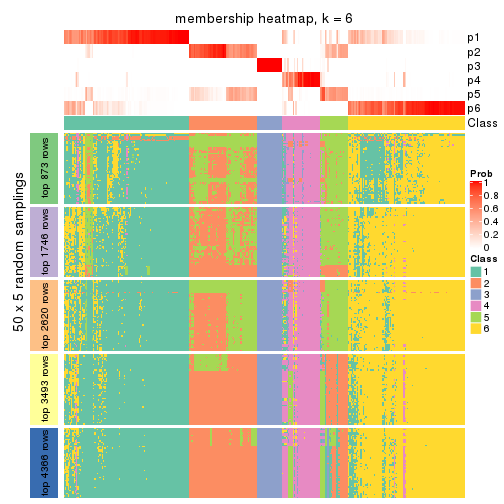 membership heatmap, k = 6
p1
p2
p3
p4
p5
p6
Class
50 x 5 random samplings
top 873 rows
top 1746 rows
top 2620 rows
top 3493 rows
top 4366 rows
Prob
1
0.8
0.6
0.4
0.2
0
Class
1
2
3
4
5
6